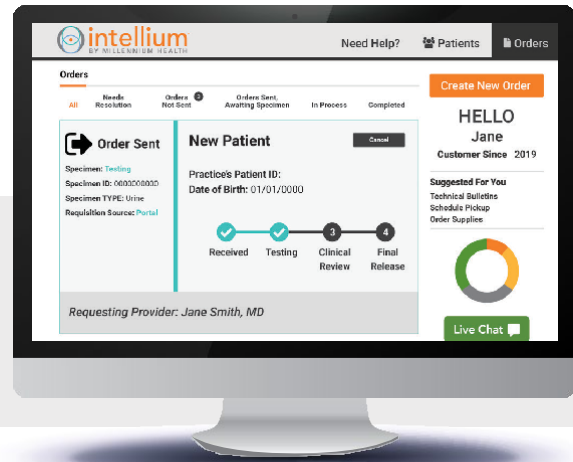 intellium
BY MILLENNIUM HEALTH
Need Help?
Patients
Orders
Orders
All
Needs
Resolution
Orders
Not Sent
Orders Sent,
Awaiting Specimen
In Process
Completed
Create New Order
HELLO
Jane
Customer Since 2019
Order Sent
Specimen: Testing
Specimen ID: 0000000000
Specimen TYPE: Urine
Requisition Source: Portal
New Patient
Cancel
Practice's Patient ID:
Date of Birth: 01/01/0000
3
4
Received
Testing
Clinical
Review
Final
Release
Requesting Provider: Jane Smith, MD
Suggested For You
Technical Bulletins
Schedule Pickup
Order Supplies
Live Chat